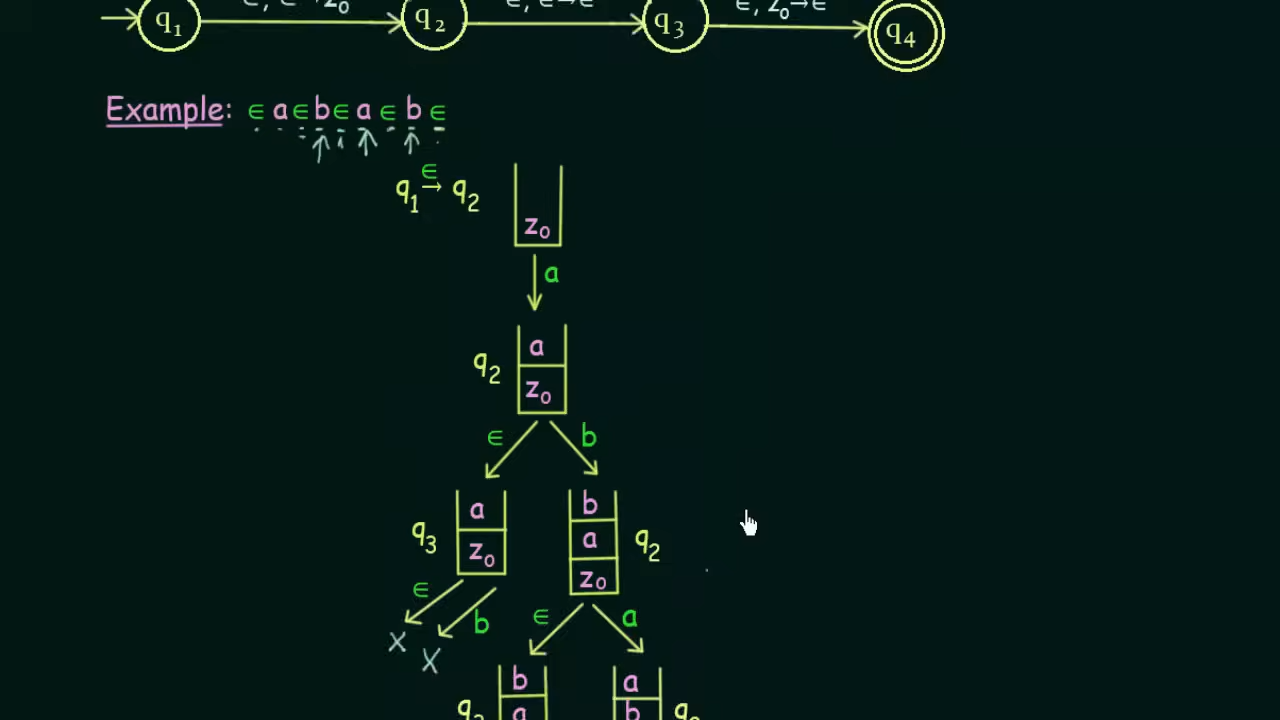 ∈, ∈→z₀ ∈, ∈→∈ ∈, z₀→∈
q₁ q₂ q₃ q₄
Example: ∈ a ∈ b ∈ a ∈ b ∈
q₁ →∈ q₂
z₀
a
a
q₂
z₀
∈ b
a b
q₃ z₀ a q₂
z₀
∈ b ∈ a
x x
b a
a b